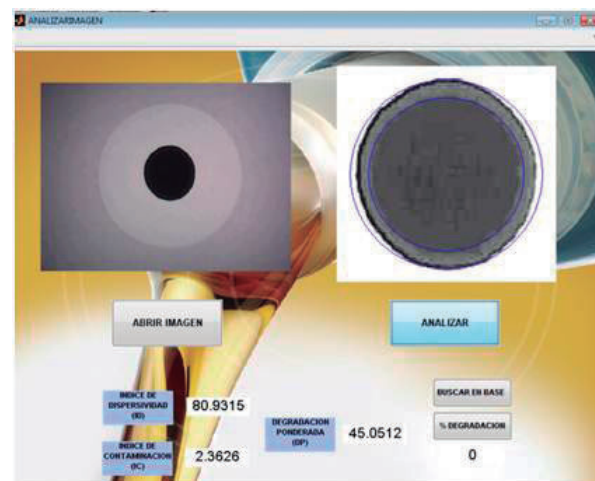 ANALIZARIMAGEN
ABRIR IMAGEN
ANALIZAR
INDICE DE
DISPERSIVIDAD
(ID)
80.9315
INDICE DE
CONTAMINACION
(IC)
2.3626
DEGRADACION
PONDERADA
(DP)
45.0512
BUSCAR EN BASE
% DEGRADACION
0